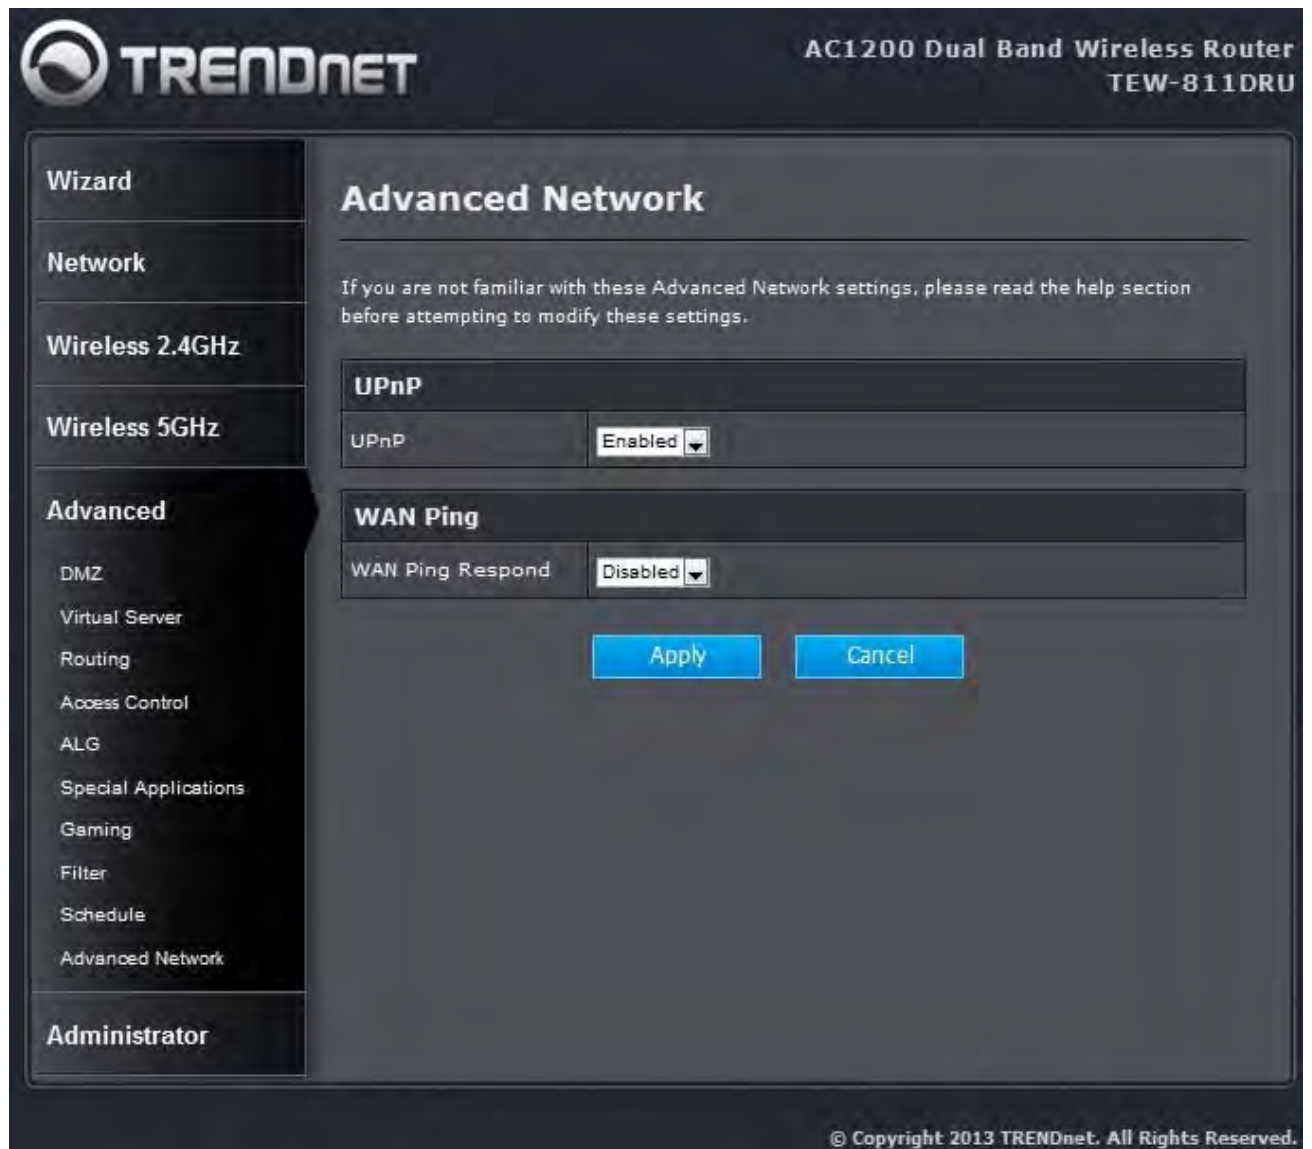 TRENDNET
AC1200 Dual Band Wireless Router
TEW-811DRU
Wizard
Network
Wireless 2.4GHz
Wireless 5GHz
Advanced
DMZ
Virtual Server
Routing
Access Control
ALG
Special Applications
Gaming
Filter
Schedule
Advanced Network
Administrator
Advanced Network
If you are not familiar with these Advanced Network settings, please read the help section
before attempting to modify these settings.
UPnP
UPnP Enabled
WAN Ping
WAN Ping Respond Disabled
Apply Cancel
© Copyright 2013 TRENDnet. All Rights Reserved.